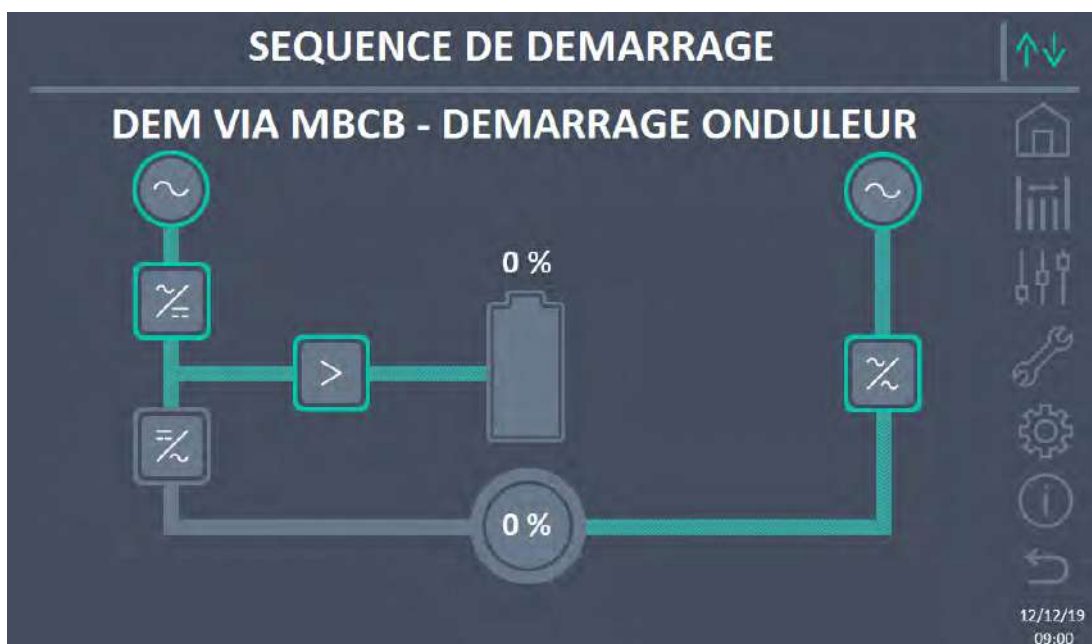 SEQUENCE DE DEMARRAGE
DEM VIA MBCB - DEMARRAGE ONDULEUR
0 %
0 %
12/12/19
09:00